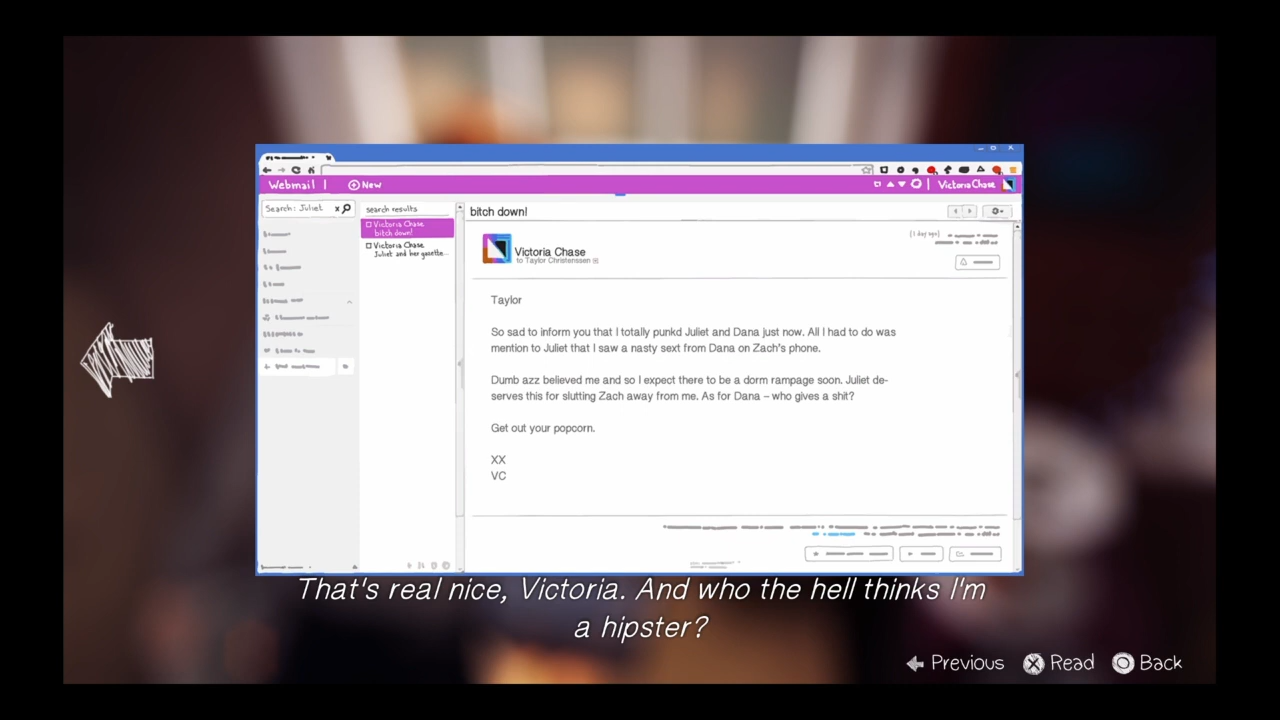 Webmail |
New
Victoria Chase
Search: Juliet x
search results
Victoria Chase
bitch down!
Victoria Chase
Juliet and her gazette...
bitch down!
Victoria Chase
to Taylor Christenssen
(1 day ago)
Taylor
So sad to inform you that I totally punkd Juliet and Dana just now. All I had to do was
mention to Juliet that I saw a nasty sext from Dana on Zach's phone.
Dumb azz believed me and so I expect there to be a dorm rampage soon. Juliet de-
serves this for slutting Zach away from me. As for Dana – who gives a shit?
Get out your popcorn.
XX
VC
That's real nice, Victoria. And who the hell thinks I'm
a hipster?
Previous
Read
Back